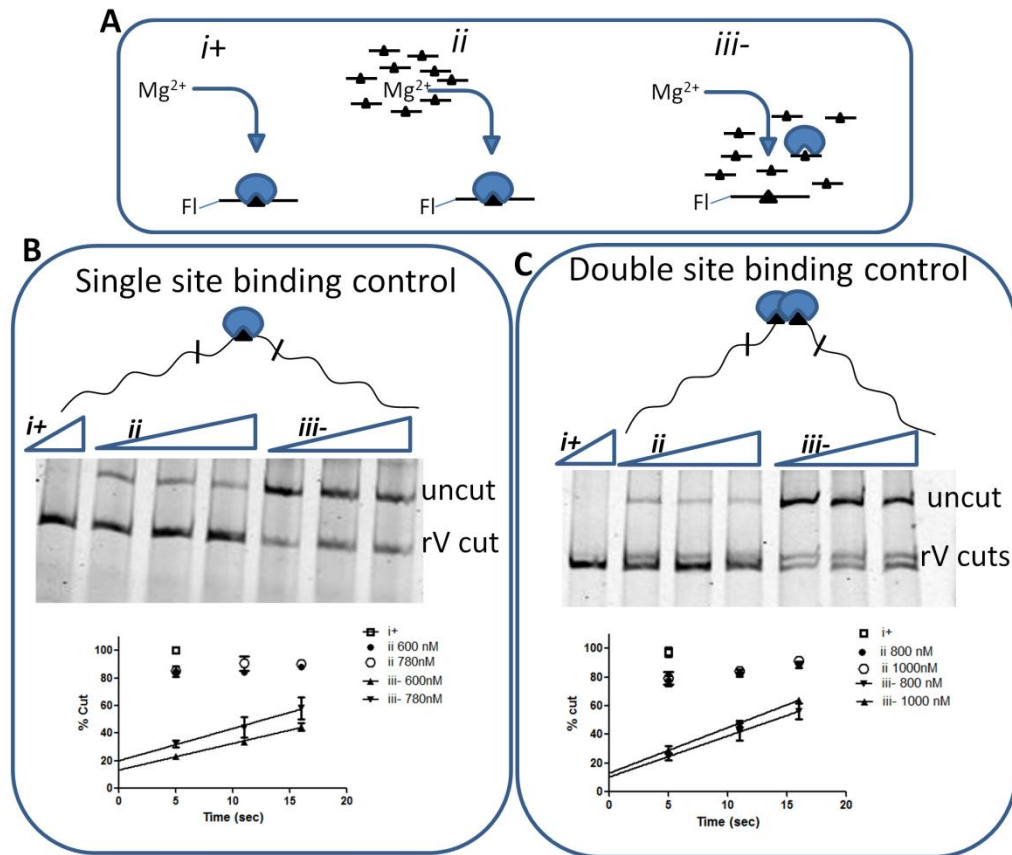 A
i+
ii
iii-
Mg2+
Mg2+
Mg2+
Fl
Fl
Fl
B
Single site binding control
i+
ii
iii-
uncut
rV cut
% Cut
100
80
60
40
20
0
0 5 10 15 20
Time (sec)
i+
ii 600 nM
ii 780nM
iii- 600nM
iii- 780nM
C
Double site binding control
i+
ii
iii-
uncut
rV cuts
% cut
100
80
60
40
20
0
0 5 10 15 20
Time (sec)
i+
ii 800 nM
ii 1000nM
iii- 800 nM
iii- 1000 nM